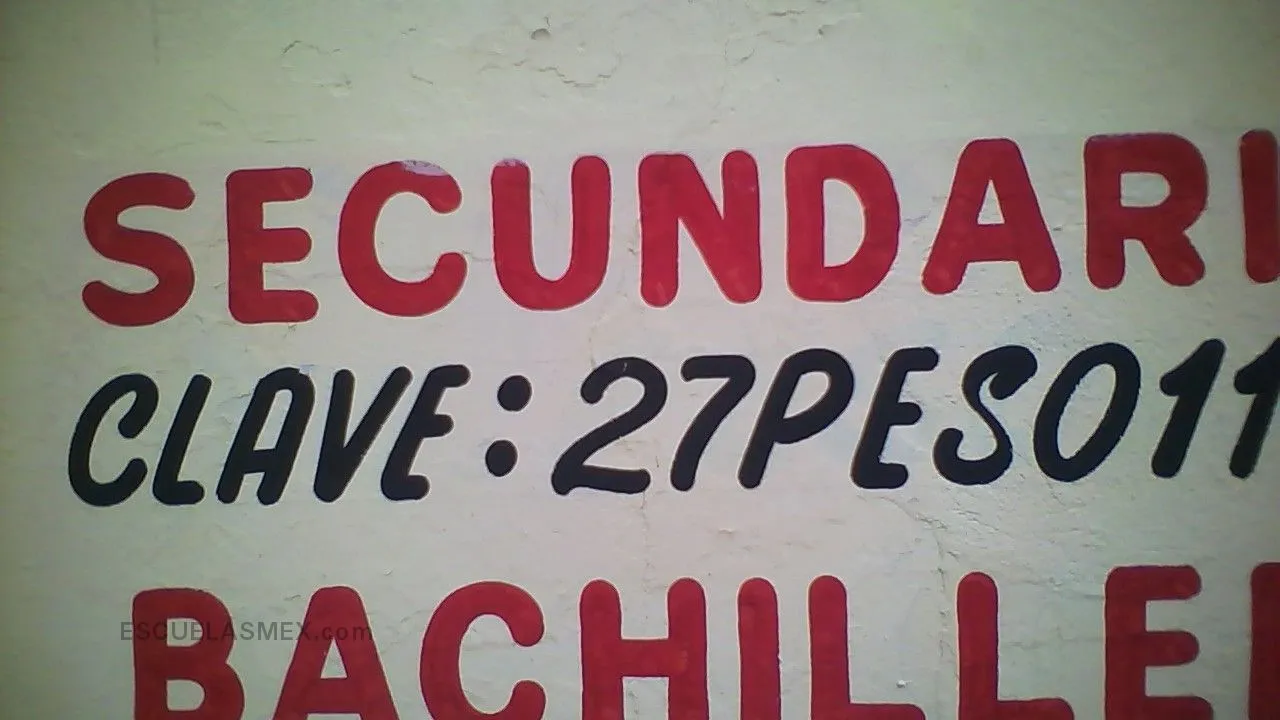 SECUNDARI
CLAVE: 27PES011
BACHILLE
ESCUELASMEX.com